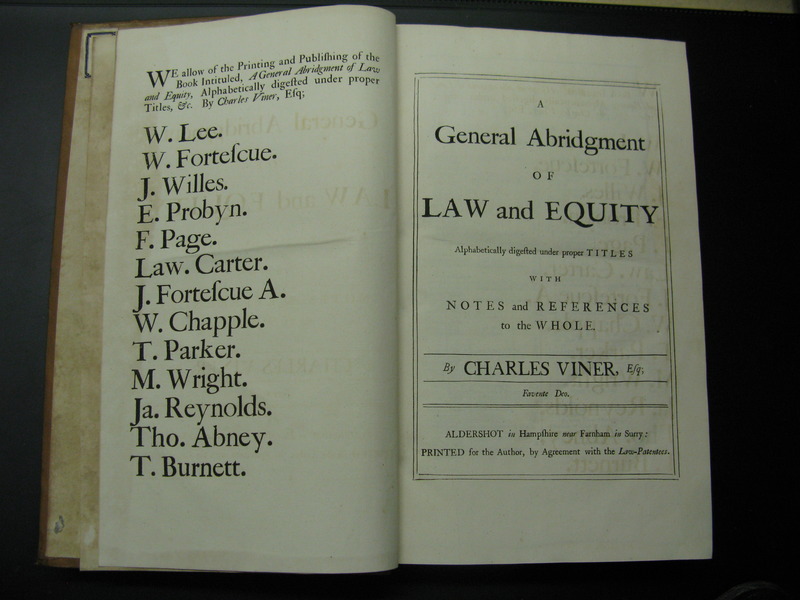 WE allow of the Printing and Publiſhing of the
Book Intituled, A General Abridgment of Law
and Equity, Alphabetically digeſted under proper
Titles, &c. By Charles Viner, Eſq;
W. Lee.
W. Forteſcue.
J. Willes.
E. Probyn.
F. Page.
Law. Carter.
J. Forteſcue A.
W. Chapple.
T. Parker.
M. Wright.
Ja. Reynolds.
Tho. Abney.
T. Burnett.
A
General Abridgment
OF
LAW and EQUITY
Alphabetically digeſted under proper TITLES
WITH
NOTES and REFERENCES
to the WHOLE.
By CHARLES VINER, Eſq;
Favente Deo.
ALDERSHOT in Hampſhire near Farnham in Surry:
PRINTED for the Author, by Agreement with the Law-Patentees.